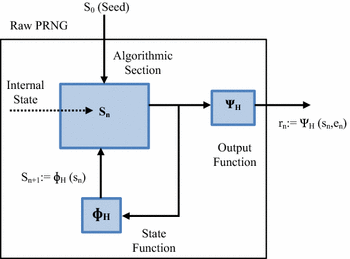 S₀ (Seed)
Raw PRNG
Algorithmic
Section
Internal
State
Sₙ
Ψ_H
rₙ:= Ψ_H (sₙ,eₙ)
Output
Function
Sₙ₊₁:= ϕ_H (sₙ)
ϕ_H
State
Function